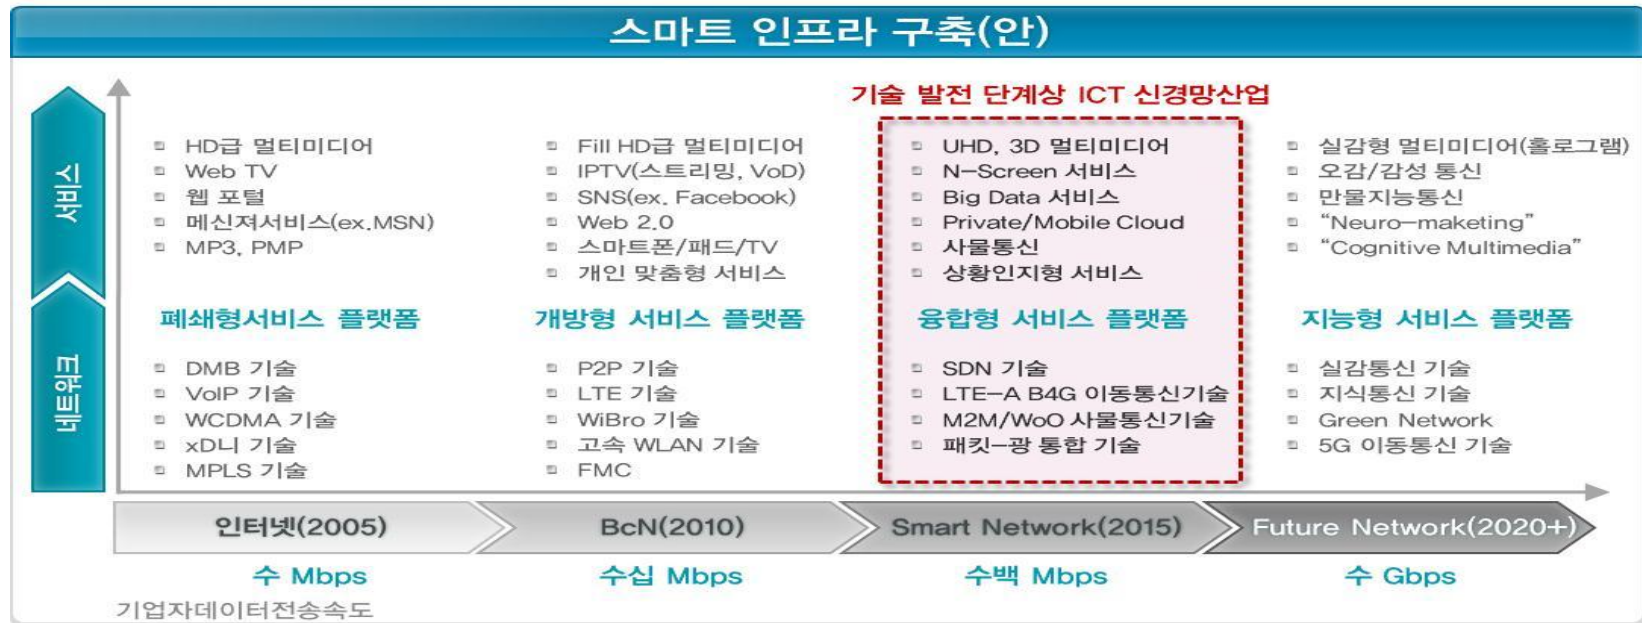 스마트 인프라 구축(안)
기술 발전 단계상 ICT 신경망산업
서비스
HD급 멀티미디어
Web TV
웹 포털
메신져서비스(ex.MSN)
MP3, PMP
Fill HD급 멀티미디어
IPTV(스트리밍, VoD)
SNS(ex. Facebook)
Web 2.0
스마트폰/패드/TV
개인 맞춤형 서비스
UHD, 3D 멀티미디어
N-Screen 서비스
Big Data 서비스
Private/Mobile Cloud
사물통신
상황인지형 서비스
실감형 멀티미디어(홀로그램)
오감/감성 통신
만물지능통신
“Neuro-maketing”
“Cognitive Multimedia”
폐쇄형서비스 플랫폼
개방형 서비스 플랫폼
융합형 서비스 플랫폼
지능형 서비스 플랫폼
네트워크
DMB 기술
VoIP 기술
WCDMA 기술
xD니 기술
MPLS 기술
P2P 기술
LTE 기술
WiBro 기술
고속 WLAN 기술
FMC
SDN 기술
LTE-A B4G 이동통신기술
M2M/WoO 사물통신기술
패킷-광 통합 기술
실감통신 기술
지식통신 기술
Green Network
5G 이동통신 기술
인터넷(2005)
BcN(2010)
Smart Network(2015)
Future Network(2020+)
수 Mbps
수십 Mbps
수백 Mbps
수 Gbps
기업자데이터전송속도